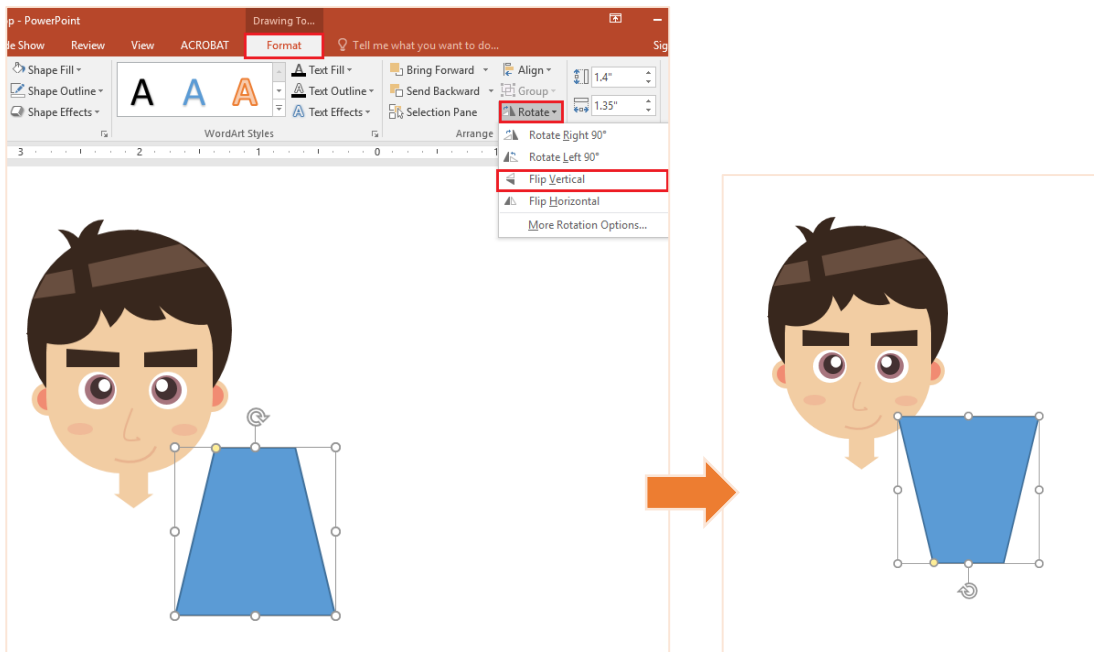 p - PowerPoint
Drawing To...
de Show Review View ACROBAT Format Tell me what you want to do... Sig
Shape Fill
Shape Outline
Shape Effects
A A A
Text Fill
Text Outline
Text Effects
WordArt Styles
Bring Forward
Send Backward
Selection Pane
Align
Group
Rotate
Arrange
1.4"
1.35"
3 2 1 0 1
Rotate Right 90°
Rotate Left 90°
Flip Vertical
Flip Horizontal
More Rotation Options...